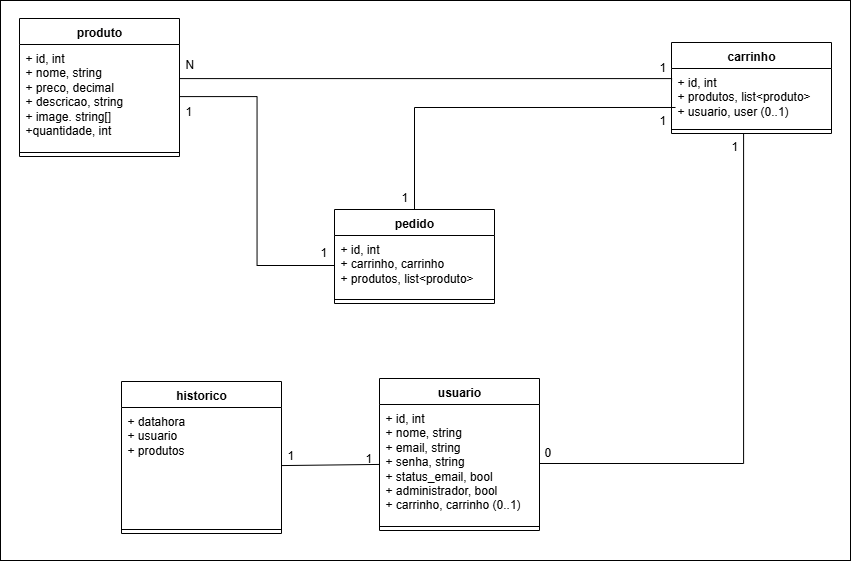 produto
+ id, int
+ nome, string
+ preco, decimal
+ descricao, string
+ image. string[]
+quantidade, int
N
1
1
1
carrinho
+ id, int
+ produtos, list<produto>
+ usuario, user (0..1)
1
1
1
pedido
+ id, int
+ carrinho, carrinho
+ produtos, list<produto>
historico
+ datahora
+ usuario
+ produtos
1
1
usuario
+ id, int
+ nome, string
+ email, string
+ senha, string
+ status_email, bool
+ administrador, bool
+ carrinho, carrinho (0..1)
0